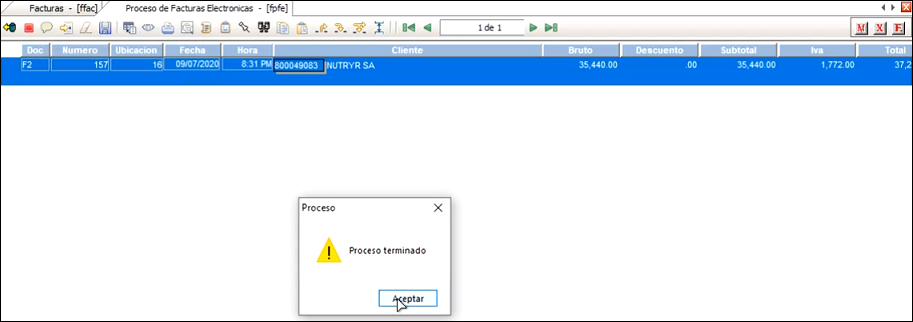 Facturas - [ffac] Proceso de Facturas Electronicas - [fpfe]
1 de 1 M X F
Doc Numero Ubicacion Fecha Hora Cliente Bruto Descuento Subtotal Iva Total
F2 157 16 09/07/2020 8:31 PM 800049083 NUTRYR SA 35,440.00 .00 35,440.00 1,772.00 37,2
Proceso
Proceso terminado
Aceptar